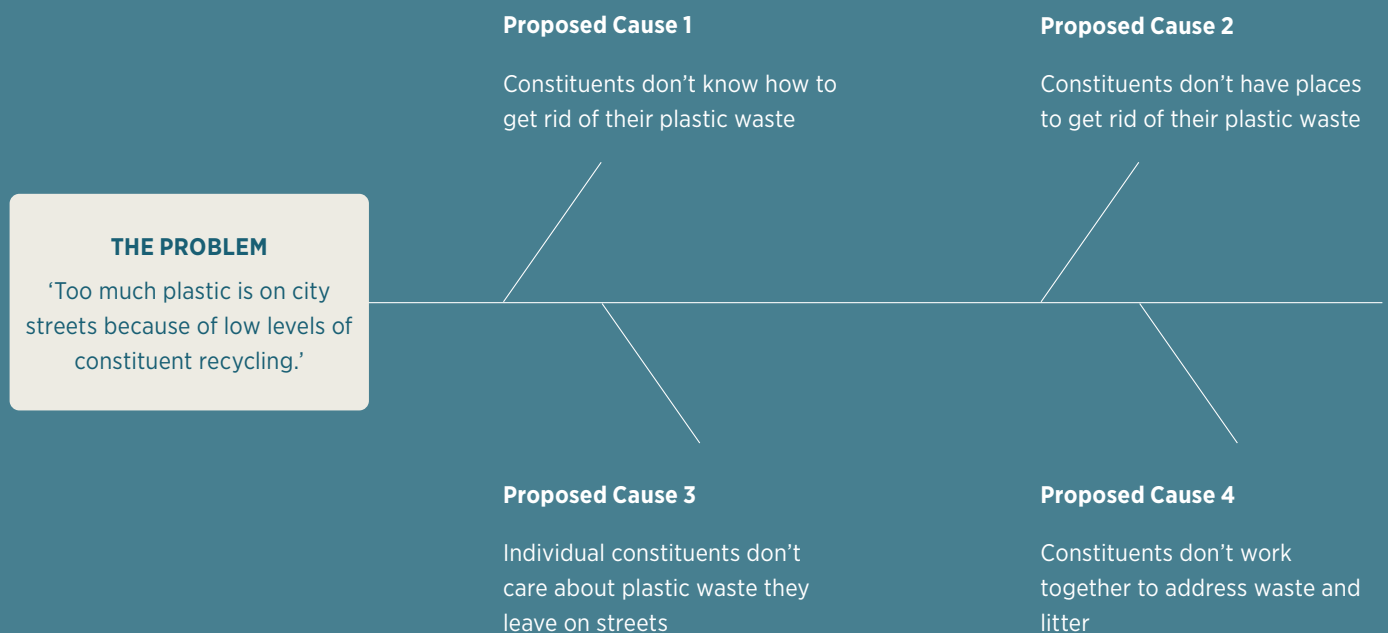 Proposed Cause 1
Constituents don’t know how to
get rid of their plastic waste
Proposed Cause 2
Constituents don’t have places
to get rid of their plastic waste
THE PROBLEM
‘Too much plastic is on city
streets because of low levels of
constituent recycling.’
Proposed Cause 3
Individual constituents don’t
care about plastic waste they
leave on streets
Proposed Cause 4
Constituents don’t work
together to address waste and
litter